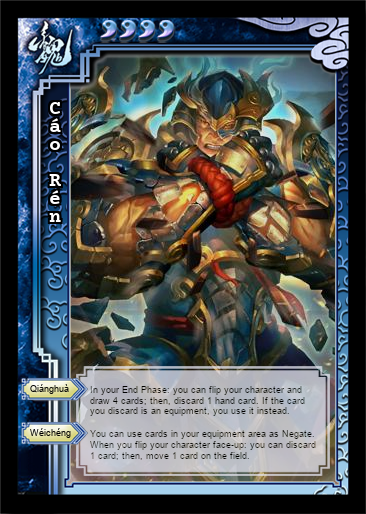 魏
Cáo Rén
Qiánghuà
In your End Phase: you can flip your character and
draw 4 cards; then, discard 1 hand card. If the card
you discard is an equipment, you use it instead.
Wéichéng
You can use cards in your equipment area as Negate.
When you flip your character face-up: you can discard
1 card; then, move 1 card on the field.